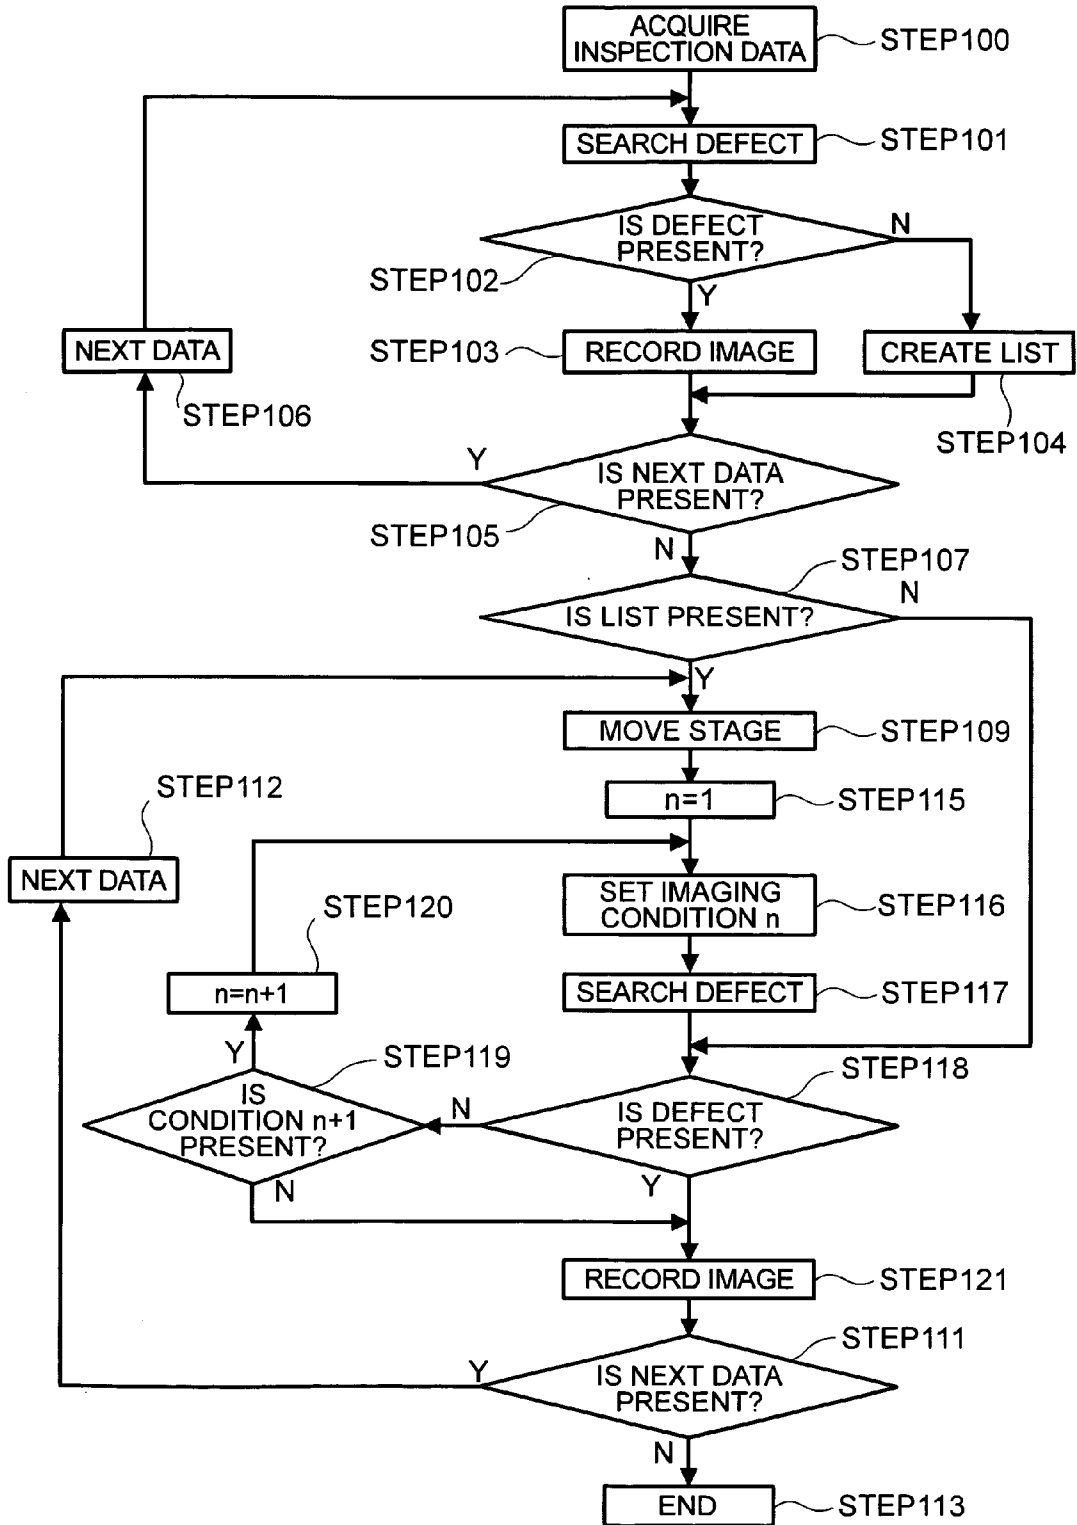 ACQUIRE
INSPECTION DATA
STEP100
SEARCH DEFECT
STEP101
IS DEFECT
PRESENT?
N
STEP102
Y
NEXT DATA
STEP103
RECORD IMAGE
CREATE LIST
STEP106
STEP104
Y
IS NEXT DATA
PRESENT?
STEP105
N
STEP107
IS LIST PRESENT?
N
Y
MOVE STAGE
STEP109
STEP112
n=1
STEP115
NEXT DATA
SET IMAGING
CONDITION n
STEP116
STEP120
n=n+1
SEARCH DEFECT
STEP117
Y
STEP119
STEP118
IS
CONDITION n+1
PRESENT?
N
IS DEFECT
PRESENT?
N
Y
RECORD IMAGE
STEP121
STEP111
Y
IS NEXT DATA
PRESENT?
N
END
STEP113